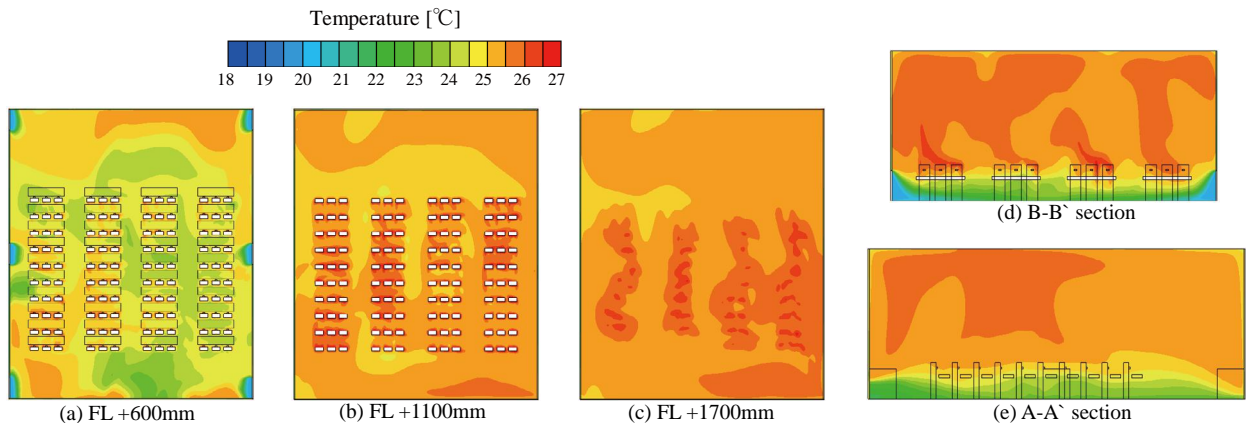 Temperature [℃]
18 19 20 21 22 23 24 25 26 27
(a) FL +600mm
(b) FL +1100mm
(c) FL +1700mm
(d) B-B` section
(e) A-A` section